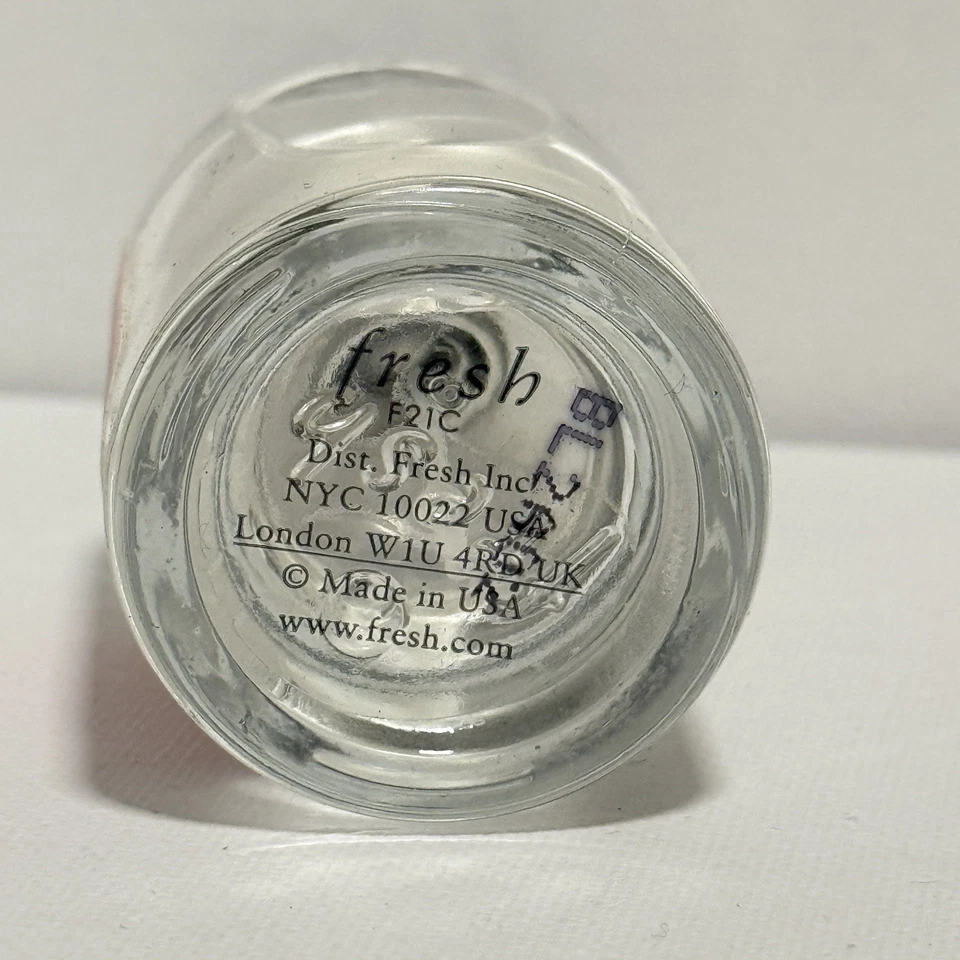 fresh
F21C
Dist. Fresh Inc.
NYC 10022 USA
London W1U 4RD UK
© Made in USA
www.fresh.com